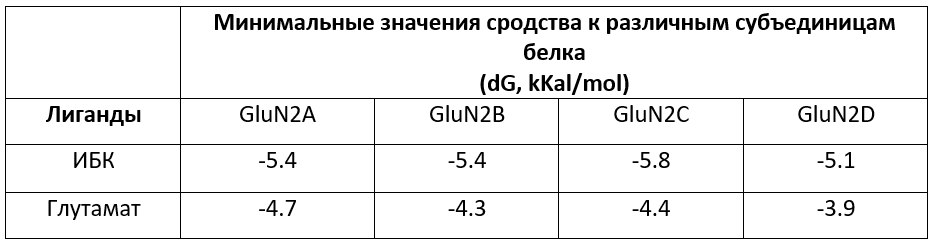 Минимальные значения сродства к различным субъединицам
белка
(dG, kKal/mol)
Лиганды GluN2A GluN2B GluN2C GluN2D
ИБК -5.4 -5.4 -5.8 -5.1
Глутамат -4.7 -4.3 -4.4 -3.9